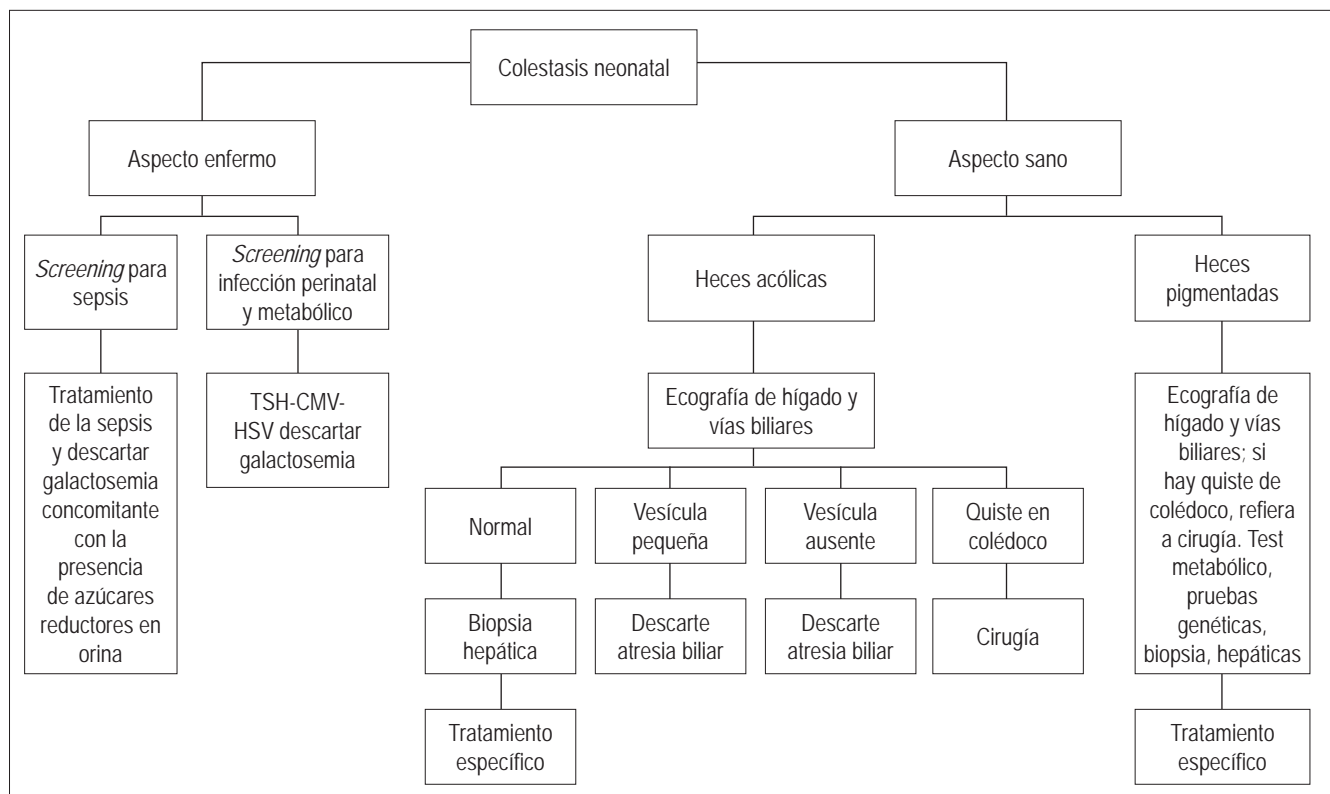 Colestasis neonatal
Aspecto enfermo
Aspecto sano
Screening para
sepsis
Screening para
infección perinatal
y metabólico
Heces acólicas
Heces
pigmentadas
Tratamiento
de la sepsis
y descartar
galactosemia
concomitante
con la
presencia
de azúcares
reductores en
orina
TSH-CMV-
HSV descartar
galactosemia
Ecografía de hígado y
vías biliares
Ecografía de
hígado y vías
biliares; si
hay quiste de
colédoco, refiera
a cirugía. Test
metabólico,
pruebas
genéticas,
biopsia, hepáticas
Normal
Vesícula
pequeña
Vesícula
ausente
Quiste en
colédoco
Biopsia
hepática
Descarte
atresia biliar
Descarte
atresia biliar
Cirugía
Tratamiento
específico
Tratamiento
específico